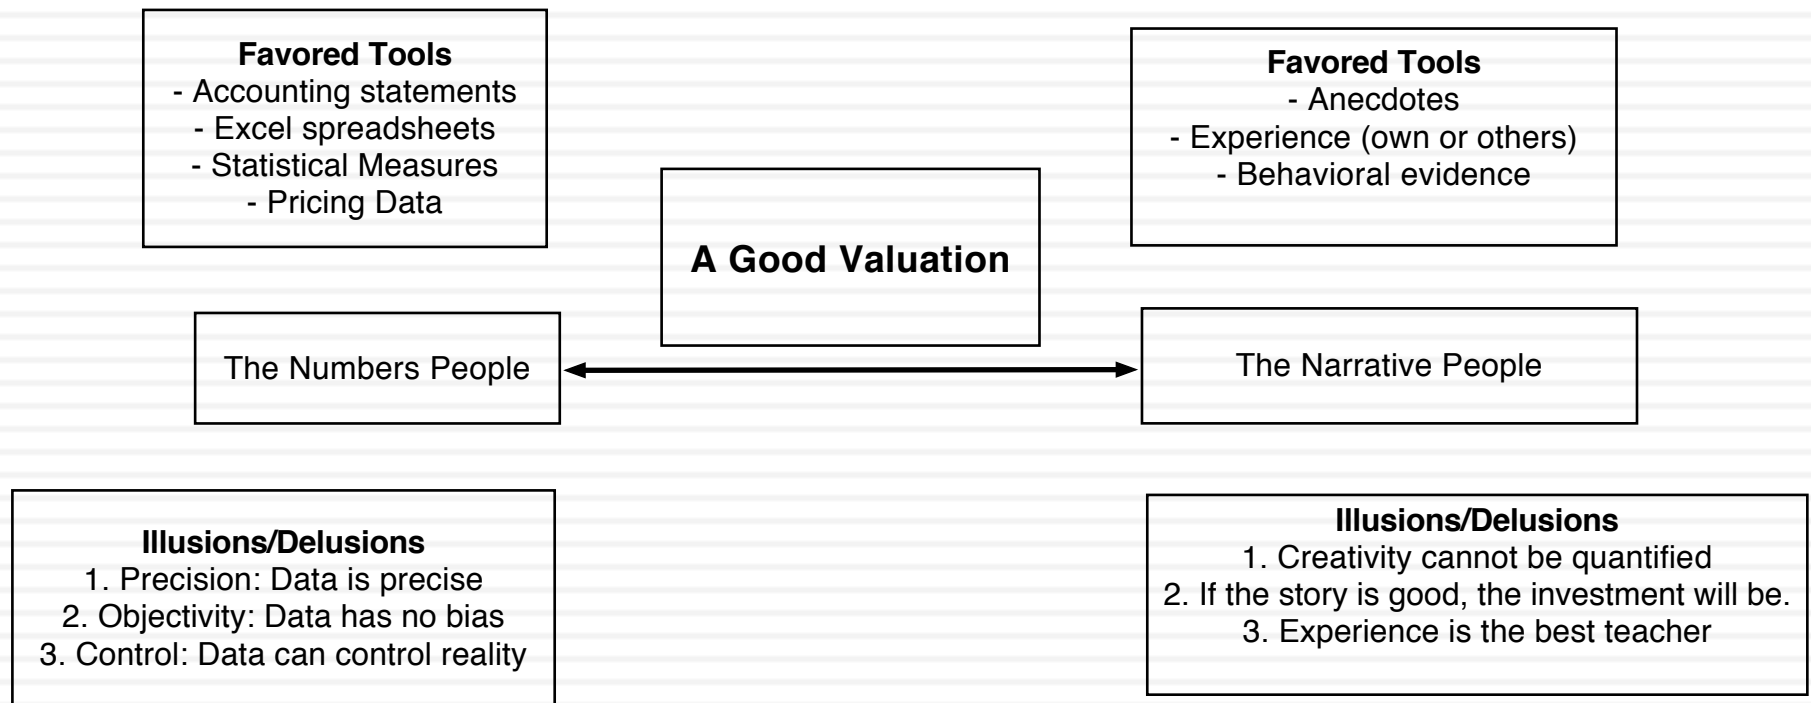 Favored Tools
- Accounting statements
- Excel spreadsheets
- Statistical Measures
- Pricing Data
Favored Tools
- Anecdotes
- Experience (own or others)
- Behavioral evidence
A Good Valuation
The Numbers People
The Narrative People
Illusions/Delusions
1. Precision: Data is precise
2. Objectivity: Data has no bias
3. Control: Data can control reality
Illusions/Delusions
1. Creativity cannot be quantified
2. If the story is good, the investment will be.
3. Experience is the best teacher